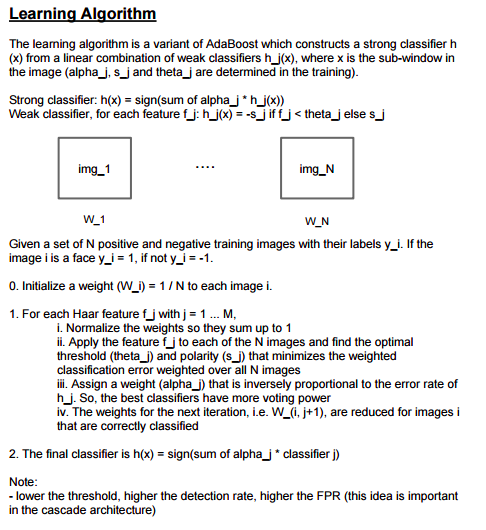 Learning Algorithm
The learning algorithm is a variant of AdaBoost which constructs a strong classifier h
(x) from a linear combination of weak classifiers h_j(x), where x is the sub-window in
the image (alpha_j, s_j and theta_j are determined in the training).
Strong classifier: h(x) = sign(sum of alpha_j * h_j(x))
Weak classifier, for each feature f_j: h_j(x) = -s_j if f_j < theta_j else s_j
img_1 .... img_N
W_1 W_N
Given a set of N positive and negative training images with their labels y_i. If the
image i is a face y_i = 1, if not y_i = -1.
0. Initialize a weight (W_i) = 1 / N to each image i.
1. For each Haar feature f_j with j = 1 ... M,
i. Normalize the weights so they sum up to 1
ii. Apply the feature f_j to each of the N images and find the optimal
threshold (theta_j) and polarity (s_j) that minimizes the weighted
classification error weighted over all N images
iii. Assign a weight (alpha_j) that is inversely proportional to the error rate of
h_j. So, the best classifiers have more voting power
iv. The weights for the next iteration, i.e. W_(i, j+1), are reduced for images i
that are correctly classified
2. The final classifier is h(x) = sign(sum of alpha_j * classifier j)
Note:
- lower the threshold, higher the detection rate, higher the FPR (this idea is important
in the cascade architecture)